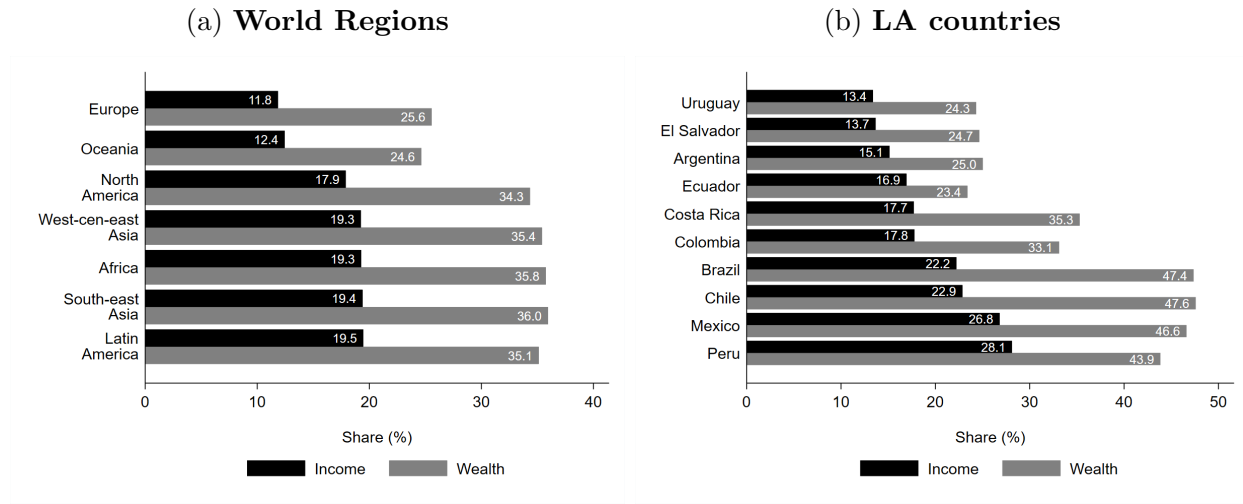 (a) World Regions
Europe
11.8
25.6
Oceania
12.4
24.6
North
America
17.9
34.3
West-cen-east
Asia
19.3
35.4
Africa
19.3
35.8
South-east
Asia
19.4
36.0
Latin
America
19.5
35.1
0 10 20 30 40
Share (%)
Income Wealth
(b) LA countries
Uruguay
13.4
24.3
El Salvador
13.7
24.7
Argentina
15.1
25.0
Ecuador
16.9
23.4
Costa Rica
17.7
35.3
Colombia
17.8
33.1
Brazil
22.2
47.4
Chile
22.9
47.6
Mexico
26.8
46.6
Peru
28.1
43.9
0 10 20 30 40 50
Share (%)
Income Wealth